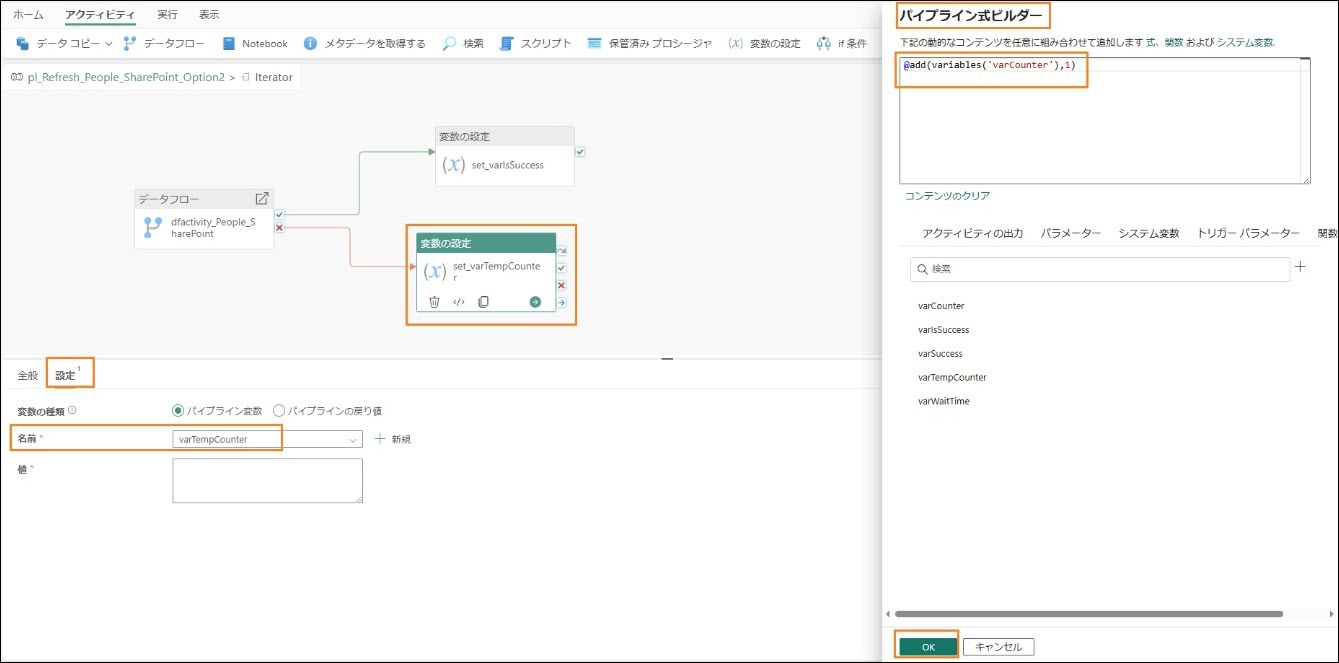 ホーム アクティビティ 実行 表示
データ コピー データフロー Notebook メタデータを取得する 検索 スクリプト 保管済み プロシージャ (x) 変数の設定 if 条件
pl_Refresh_People_SharePoint_Option2 > Iterator
変数の設定
(x) set_varIsSuccess
データフロー
dfactivity_People_S
harePoint
変数の設定
(x) set_varTempCounte
r
全般 設定 1
変数の種類 パイプライン変数 パイプラインの戻り値
名前 * varTempCounter 新規
値 *
パイプライン式ビルダー
下記の動的なコンテンツを任意に組み合わせて追加します 式、関数 および システム変数.
@add(variables('varCounter'),1)
コンテンツのクリア
アクティビティの出力 パラメーター システム変数 トリガー パラメーター 関数
検索
varCounter
varIsSuccess
varSuccess
varTempCounter
varWaitTime
OK キャンセル